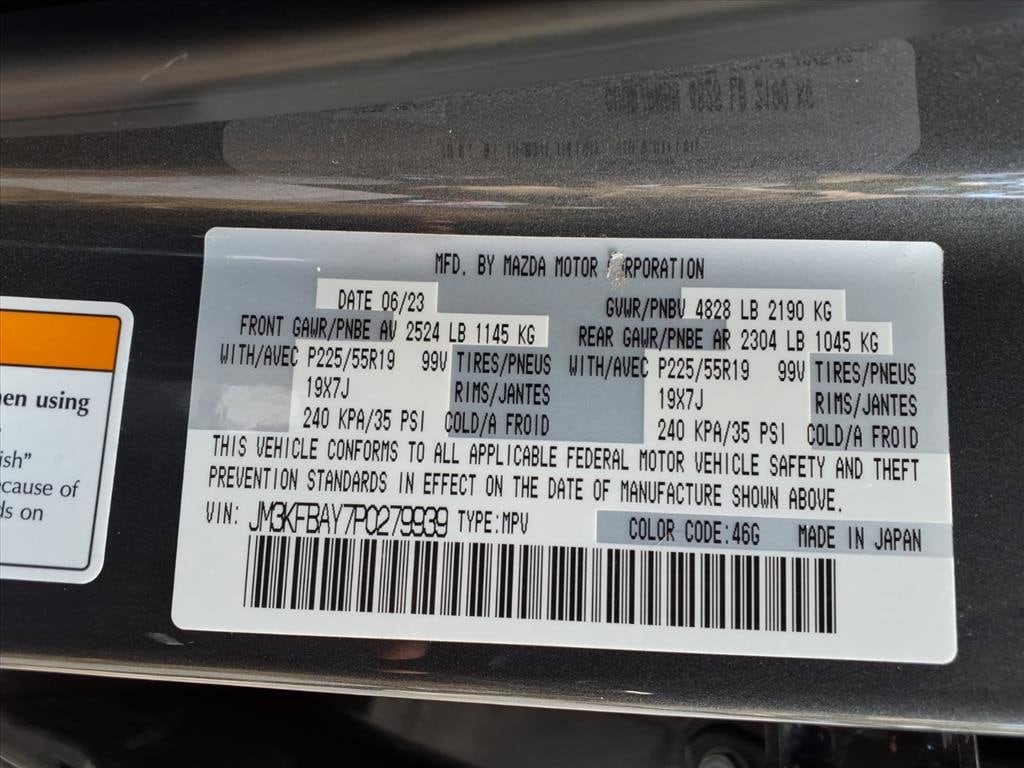 MFD. BY MAZDA MOTOR RPORATION
DATE 06/23
GVWR/PNBV 4828 LB 2190 KG
FRONT GAWR/PNBE AV 2524 LB 1145 KG
REAR GAWR/PNBE AR 2304 LB 1045 KG
WITH/AVEC P225/55R19 99V TIRES/PNEUS
WITH/AVEC P225/55R19 99V TIRES/PNEUS
19X7J RIMS/JANTES
19X7J RIMS/JANTES
240 KPA/35 PSI COLD/A FROID
240 KPA/35 PSI COLD/A FROID
THIS VEHICLE CONFORMS TO ALL APPLICABLE FEDERAL MOTOR VEHICLE SAFETY AND THEFT
PREVENTION STANDARDS IN EFFECT ON THE DATE OF MANUFACTURE SHOWN ABOVE.
VIN: JM3KFBAY7P0279939 TYPE:MPV
COLOR CODE:46G MADE IN JAPAN
en using
ish"
ecause of
ds on